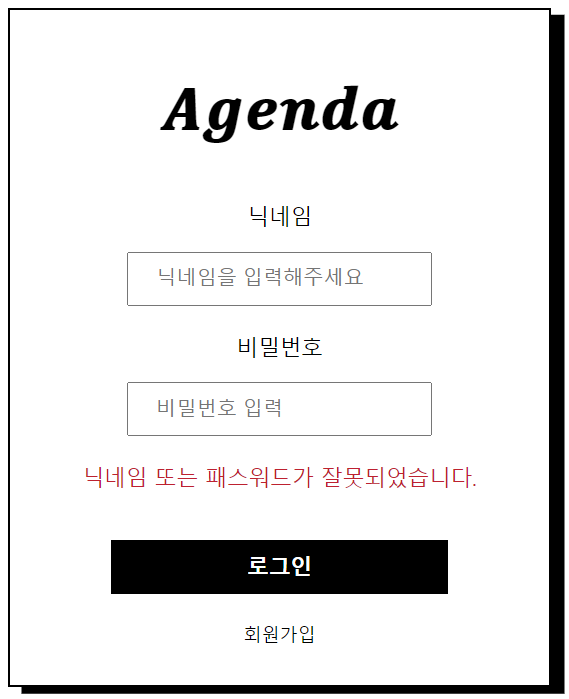 Agenda
닉네임
닉네임을 입력해주세요
비밀번호
비밀번호 입력
닉네임 또는 패스워드가 잘못되었습니다.
로그인
회원가입